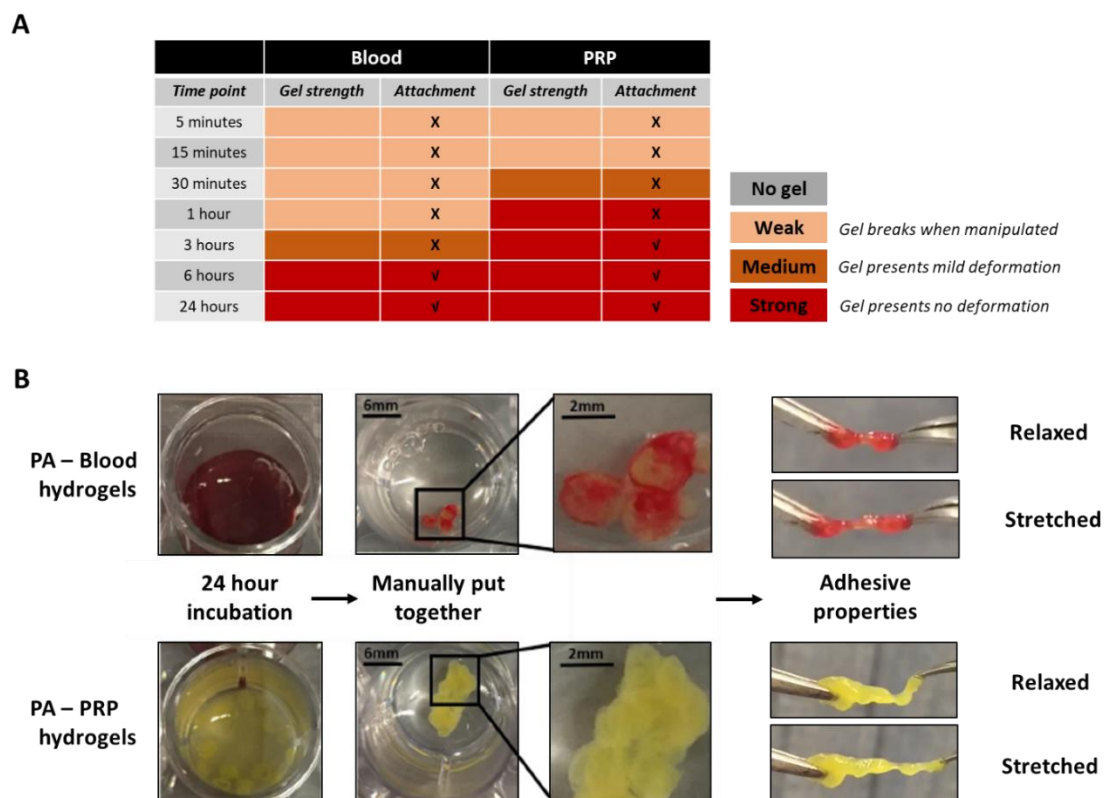 A
Blood PRP
Time point Gel strength Attachment Gel strength Attachment
5 minutes X X
15 minutes X X
30 minutes X X
1 hour X X
3 hours X √
6 hours √ √
24 hours √ √
No gel
Weak Gel breaks when manipulated
Medium Gel presents mild deformation
Strong Gel presents no deformation
B
6mm 2mm
PA – Blood
hydrogels
Relaxed
Stretched
24 hour
incubation
Manually put
together
Adhesive
properties
6mm 2mm
PA – PRP
hydrogels
Relaxed
Stretched